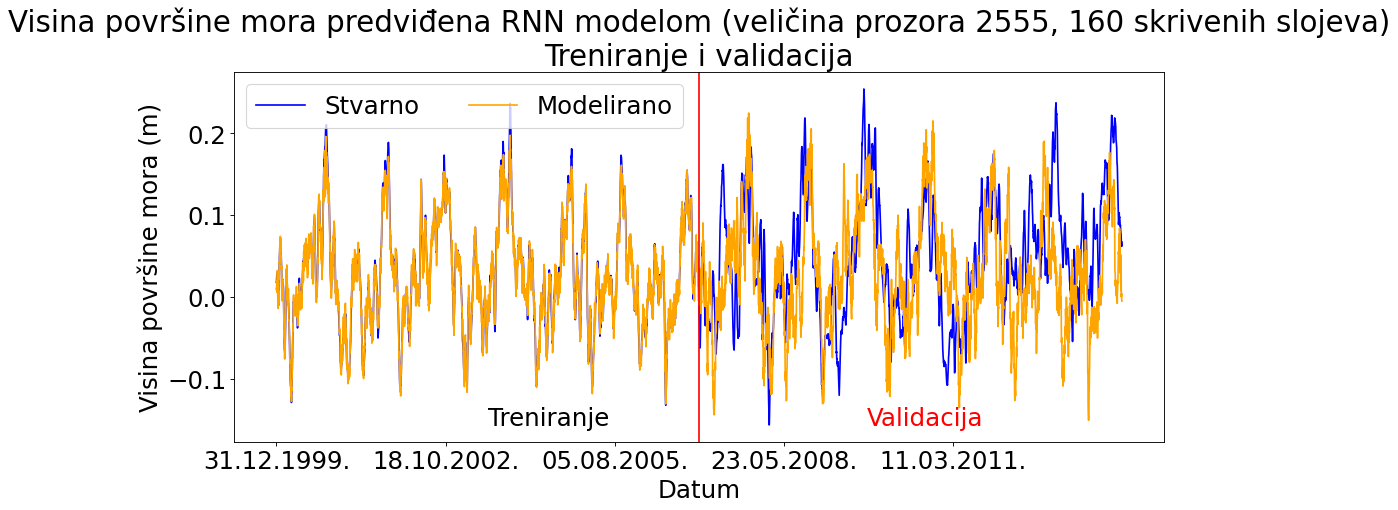 Visina površine mora predviđena RNN modelom (veličina prozora 2555, 160 skrivenih slojeva)
Treniranje i validacija
Stvarno
Modelirano
Visina površine mora (m)
0.2
0.1
0.0
−0.1
Treniranje
Validacija
31.12.1999.
18.10.2002.
05.08.2005.
23.05.2008.
11.03.2011.
Datum